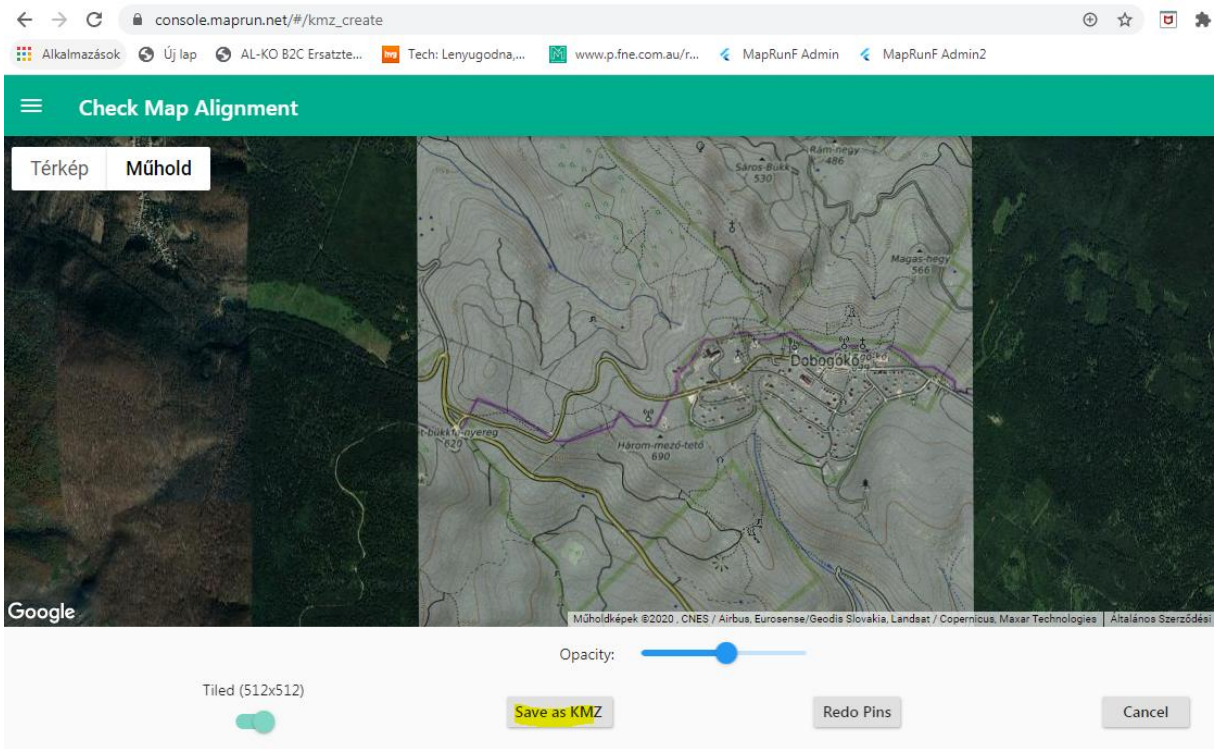 console.maprun.net/#/kmz_create
Alkalmazások Új lap AL-KO B2C Ersatzte... hvg Tech: Lenyugodna,... www.p.fne.com.au/r... MapRunF Admin MapRunF Admin2
Check Map Alignment
Térkép Műhold
Rám-hegy
486
Sáros-Bükk
530
Magas-hegy
566
Dobogókő
620
Három-mező-tető
690
Google
Műholdképek ©2020 , CNES / Airbus, Eurosense/Geodis Slovakia, Landsat / Copernicus, Maxar Technologies Általános Szerződési
Opacity:
Tiled (512x512)
Save as KMZ Redo Pins Cancel